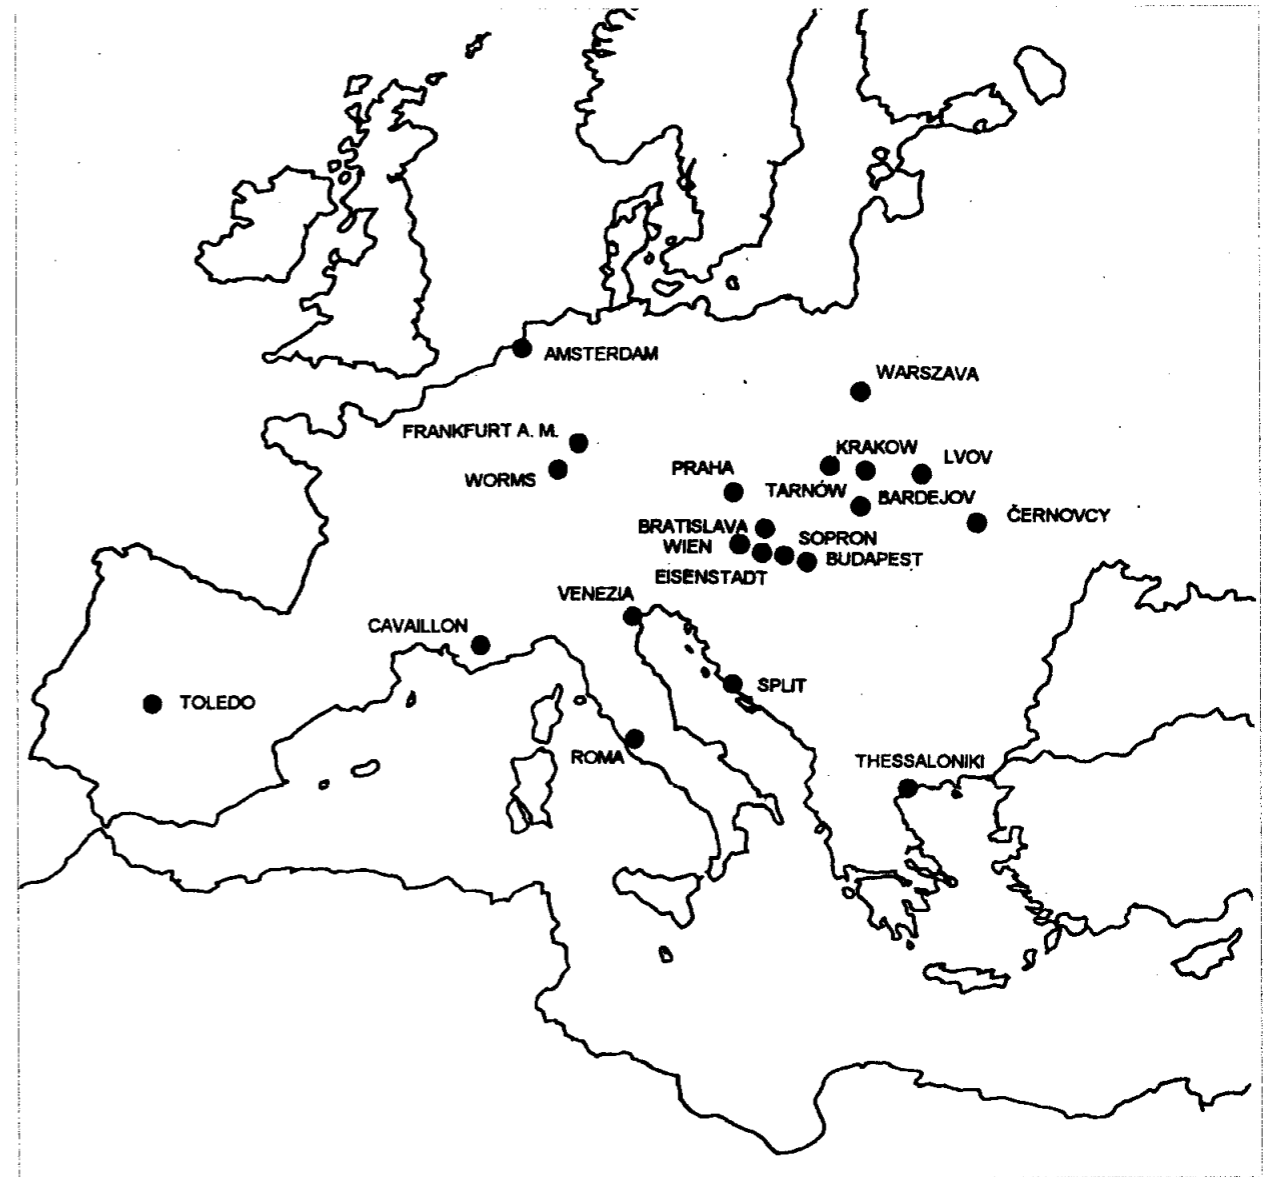 AMSTERDAM
WARSZAVA
FRANKFURT A. M.
KRAKOW
LVOV
PRAHA
WORMS
TARNÓW
BARDEJOV
ČERNOVCY
BRATISLAVA
SOPRON
WIEN
BUDAPEST
EISENSTADT
VENEZIA
CAVAILLON
SPLIT
TOLEDO
ROMA
THESSALONIKI